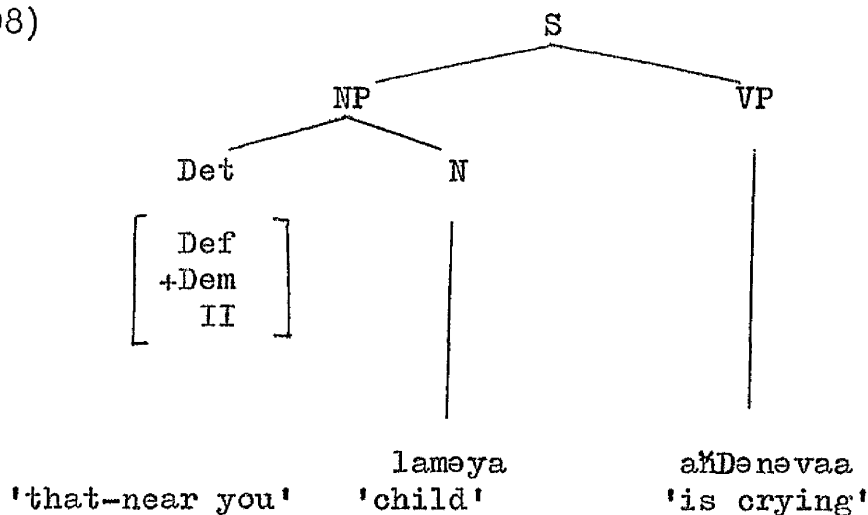 8)
S
NP VP
Det N
Def
+Dem
II
laməya
'that-near you' 'child' 'is crying'